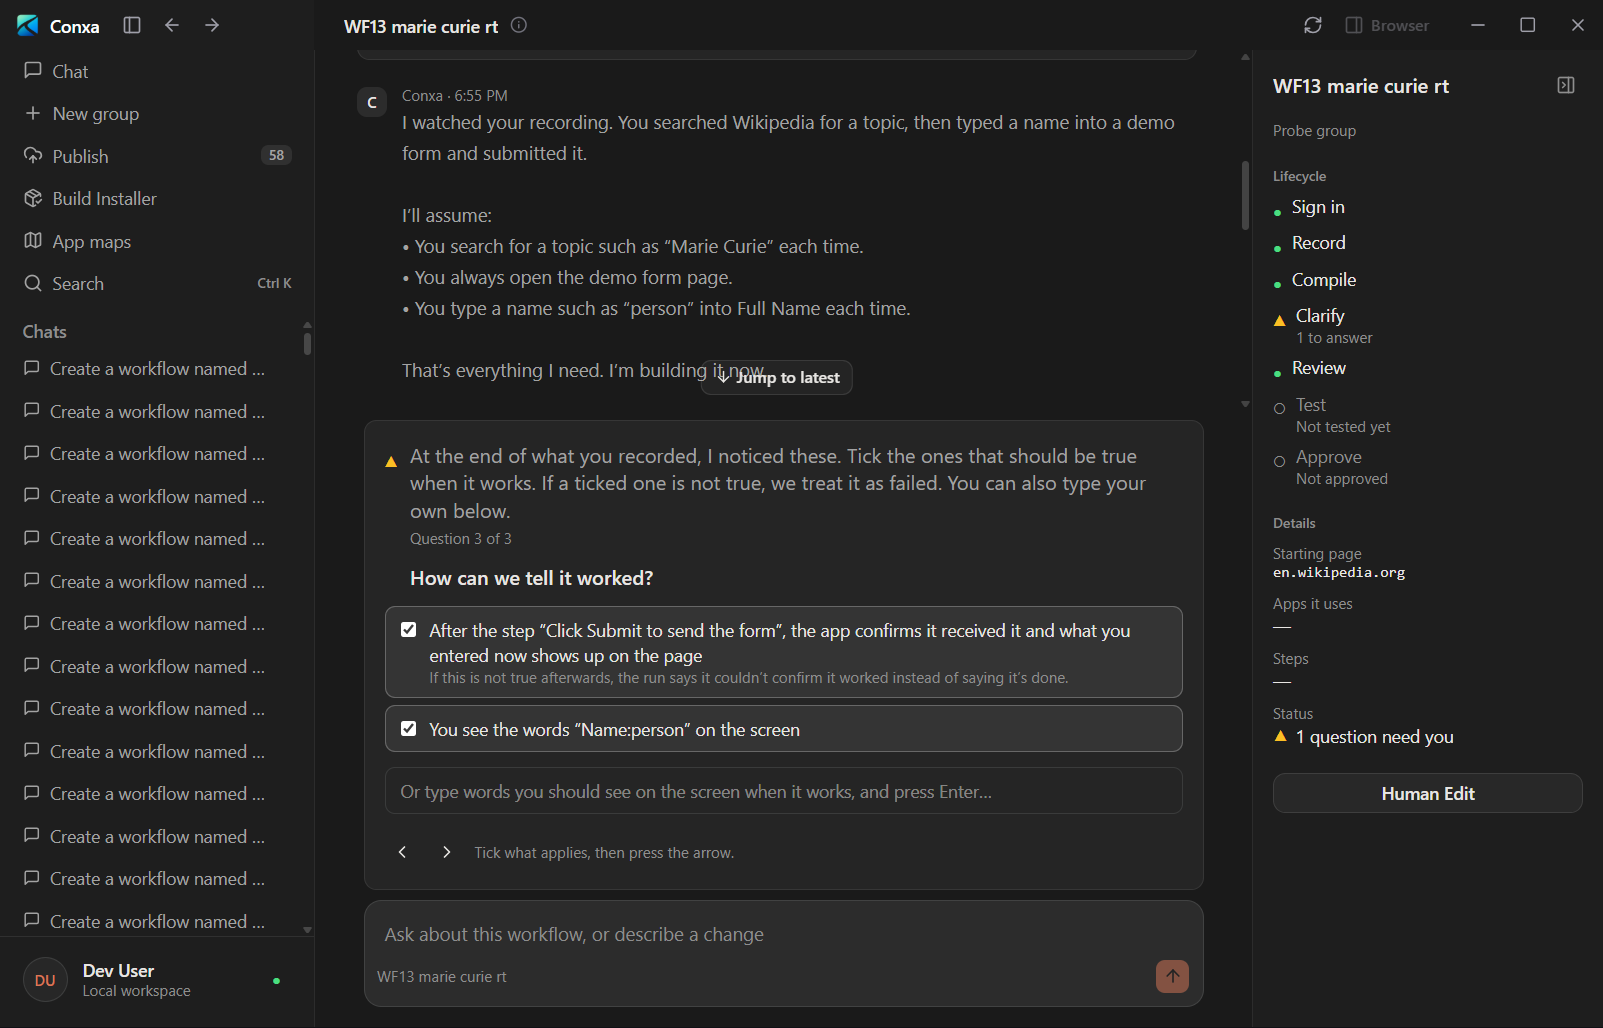 Conxa
WF13 marie curie rt
Browser
Chat
New group
Publish
58
Build Installer
App maps
Search
Ctrl K
Chats
Create a workflow named ...
Create a workflow named ...
Create a workflow named ...
Create a workflow named ...
Create a workflow named ...
Create a workflow named ...
Create a workflow named ...
Create a workflow named ...
Create a workflow named ...
Create a workflow named ...
Create a workflow named ...
Create a workflow named ...
Create a workflow named ...
Create a workflow named ...
DU
Dev User
Local workspace
C
Conxa · 6:55 PM
I watched your recording. You searched Wikipedia for a topic, then typed a name into a demo
form and submitted it.
I’ll assume:
• You search for a topic such as “Marie Curie” each time.
• You always open the demo form page.
• You type a name such as “person” into Full Name each time.
That’s everything I need. I’m building it now.
Jump to latest
At the end of what you recorded, I noticed these. Tick the ones that should be true
when it works. If a ticked one is not true, we treat it as failed. You can also type your
own below.
Question 3 of 3
How can we tell it worked?
After the step “Click Submit to send the form”, the app confirms it received it and what you
entered now shows up on the page
If this is not true afterwards, the run says it couldn’t confirm it worked instead of saying it’s done.
You see the words “Name:person” on the screen
Or type words you should see on the screen when it works, and press Enter...
Tick what applies, then press the arrow.
Ask about this workflow, or describe a change
WF13 marie curie rt
WF13 marie curie rt
Probe group
Lifecycle
Sign in
Record
Compile
Clarify
1 to answer
Review
Test
Not tested yet
Approve
Not approved
Details
Starting page
en.wikipedia.org
Apps it uses
—
Steps
—
Status
1 question need you
Human Edit